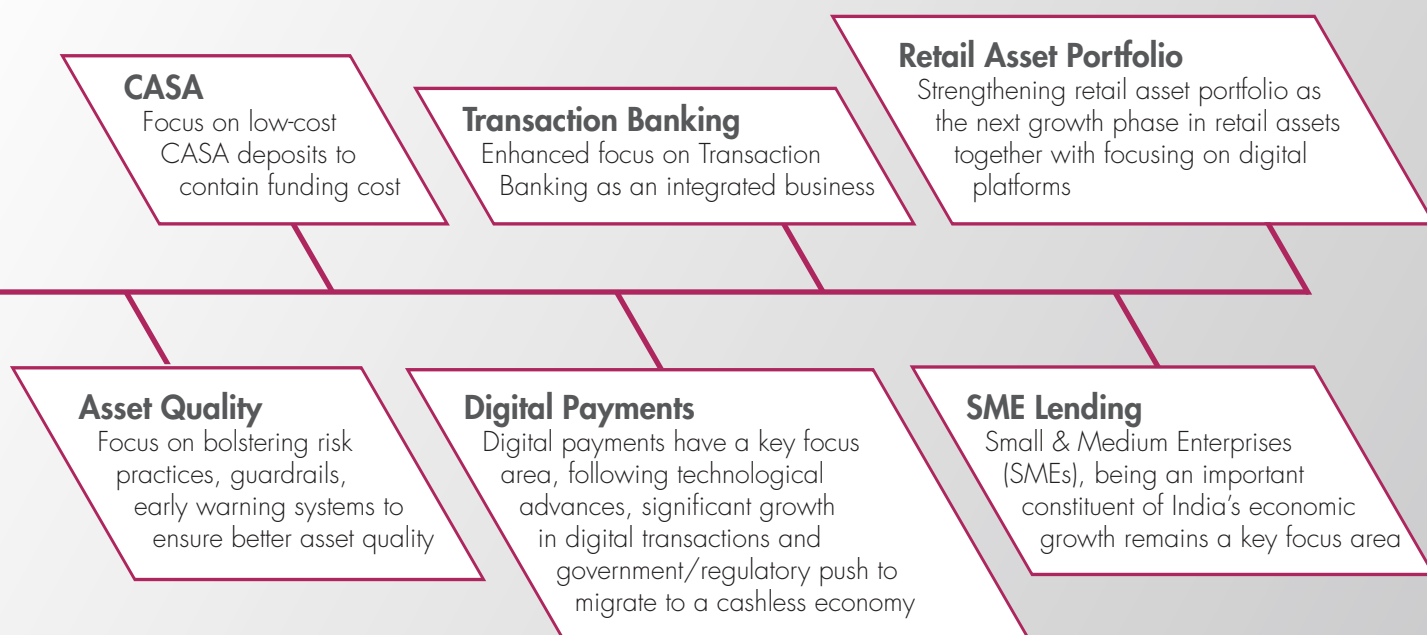 CASA
Focus on low-cost
CASA deposits to
contain funding cost
Transaction Banking
Enhanced focus on Transaction
Banking as an integrated business
Retail Asset Portfolio
Strengthening retail asset portfolio as
the next growth phase in retail assets
together with focusing on digital
platforms
Asset Quality
Focus on bolstering risk
practices, guardrails,
early warning systems to
ensure better asset quality
Digital Payments
Digital payments have a key focus
area, following technological
advances, significant growth
in digital transactions and
government/regulatory push to
migrate to a cashless economy
SME Lending
Small & Medium Enterprises
(SMEs), being an important
constituent of India's economic
growth remains a key focus area